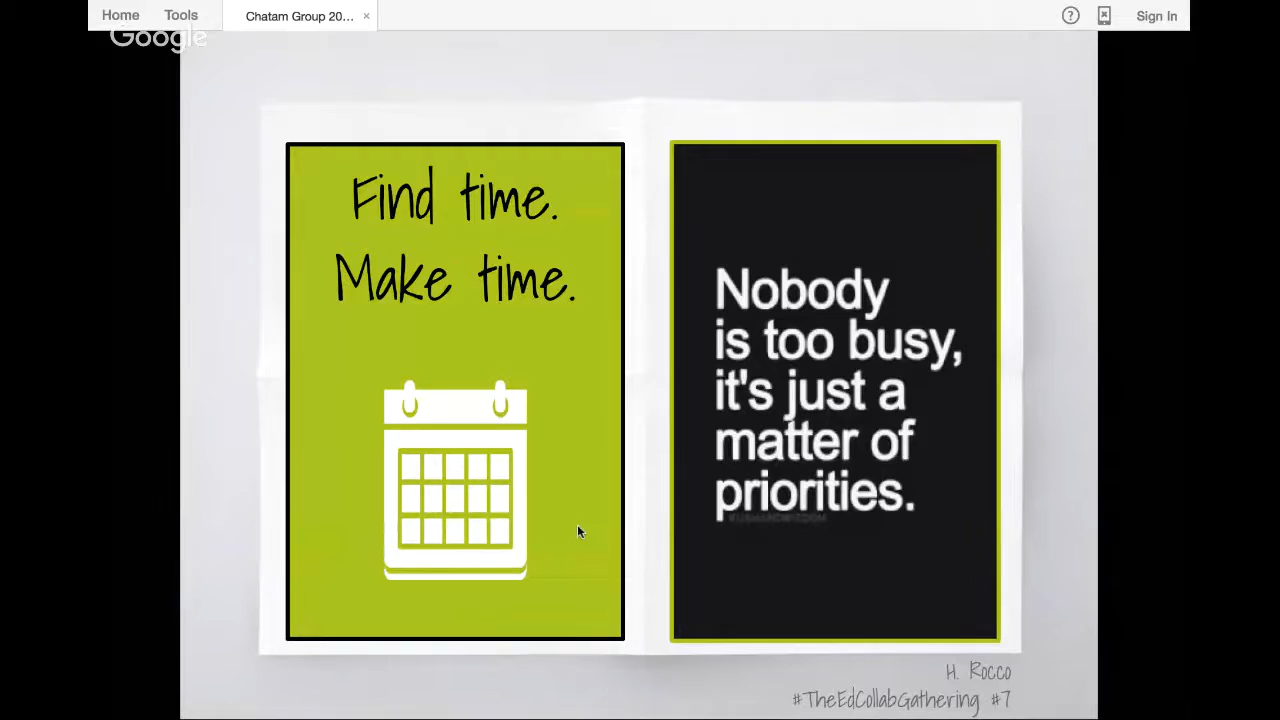 Home Tools Chatam Group 20... × Sign In
Google
Find time.
Make time.
Nobody
is too busy,
it's just a
matter of
priorities.
H. Rocco
#TheEdCollabGathering #7